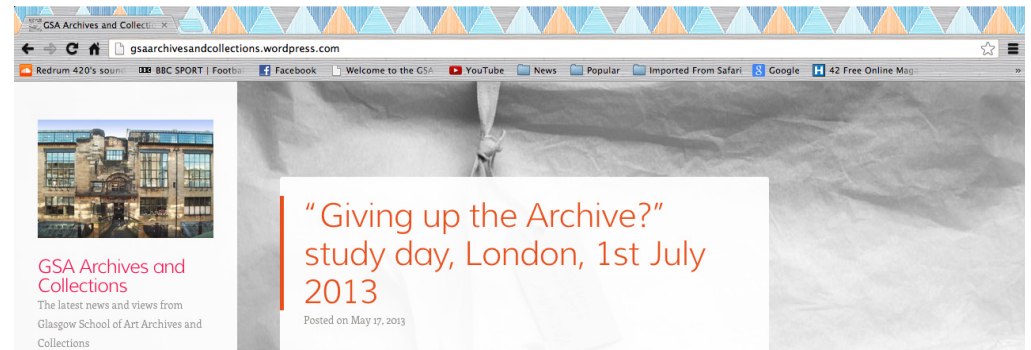 GSA Archives and Collecti
gsaarchivesandcollections.wordpress.com
Redrum 420's soun BBC SPORT | Footba Facebook Welcome to the GSA YouTube News Popular Imported From Safari Google 42 Free Online Mag »
GSA Archives and
Collections
The latest news and views from
Glasgow School of Art Archives and
Collections
“Giving up the Archive?”
study day, London, 1st July
2013
Posted on May 17, 2013